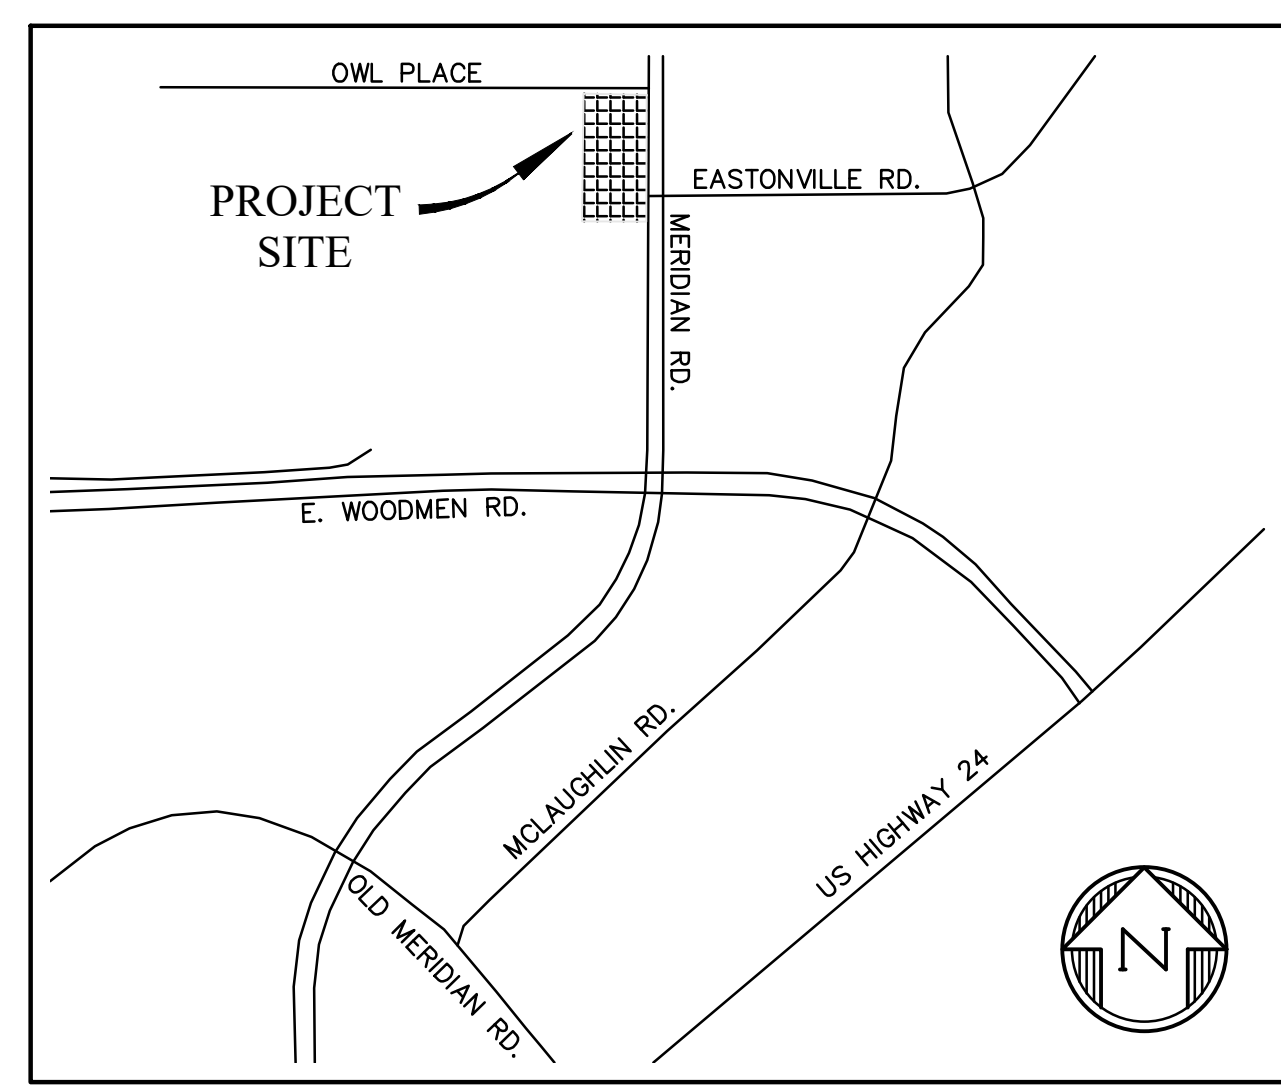 OWL PLACE
EASTONVILLE RD.
PROJECT
SITE
MERIDIAN RD.
E. WOODMEN RD.
MCLAUGHLIN RD.
US HIGHWAY 24
OLD MERIDIAN RD.
N